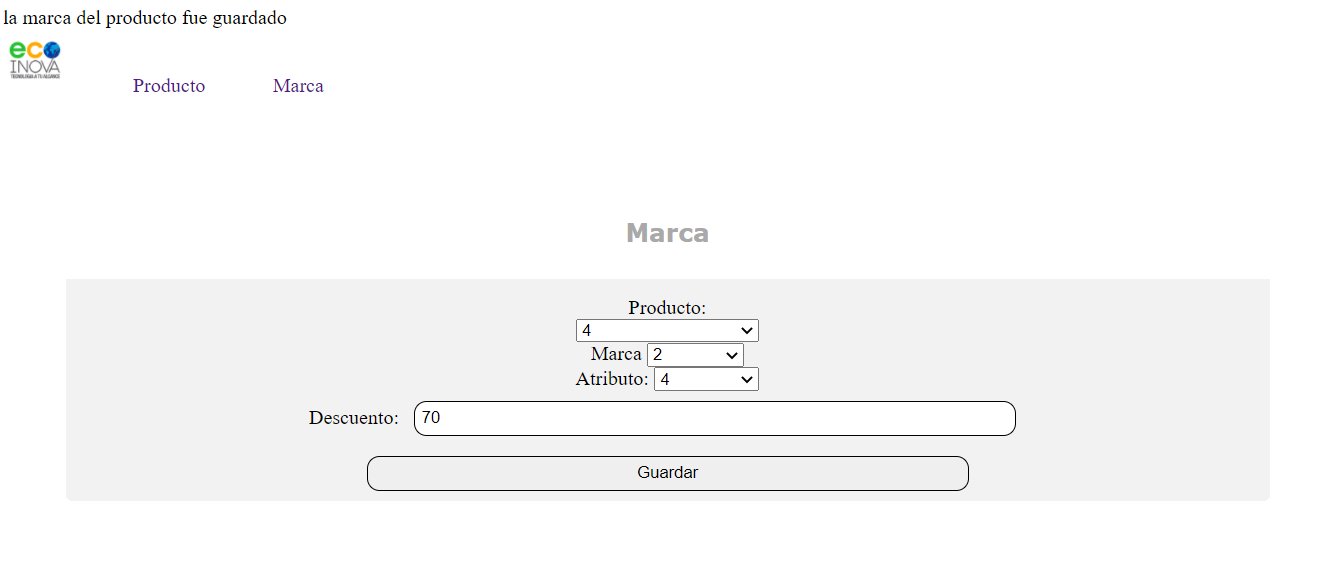 la marca del producto fue guardado
eco
INOVA
TECNOLOGIA A TU ALCANCE
Producto Marca
Marca
Producto:
4
Marca 2
Atributo: 4
Descuento: 70
Guardar